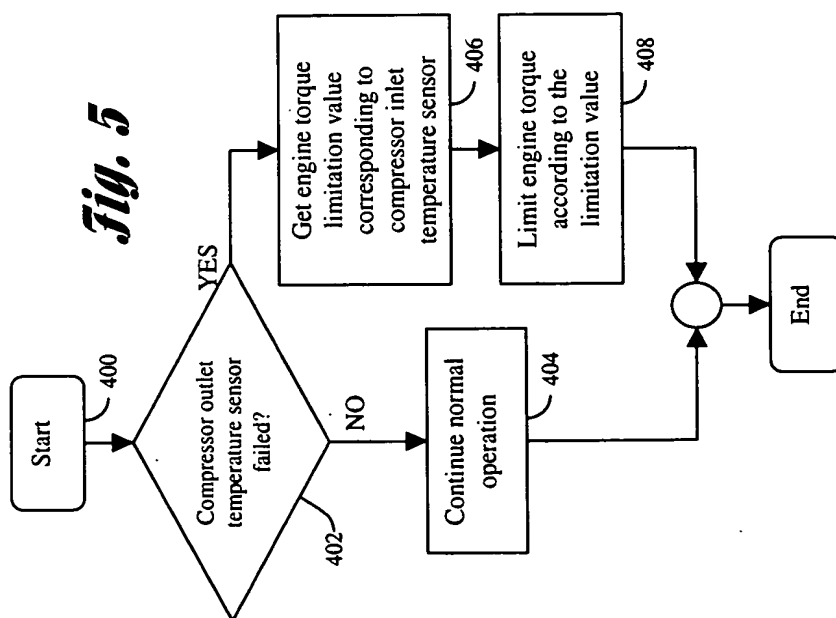 Fig. 5
Start
400
Compressor outlet
temperature sensor
failed?
402
YES
NO
Get engine torque
limitation value
corresponding to
compressor inlet
temperature sensor
406
Continue normal
operation
404
Limit engine torque
according to the
limitation value
408
End